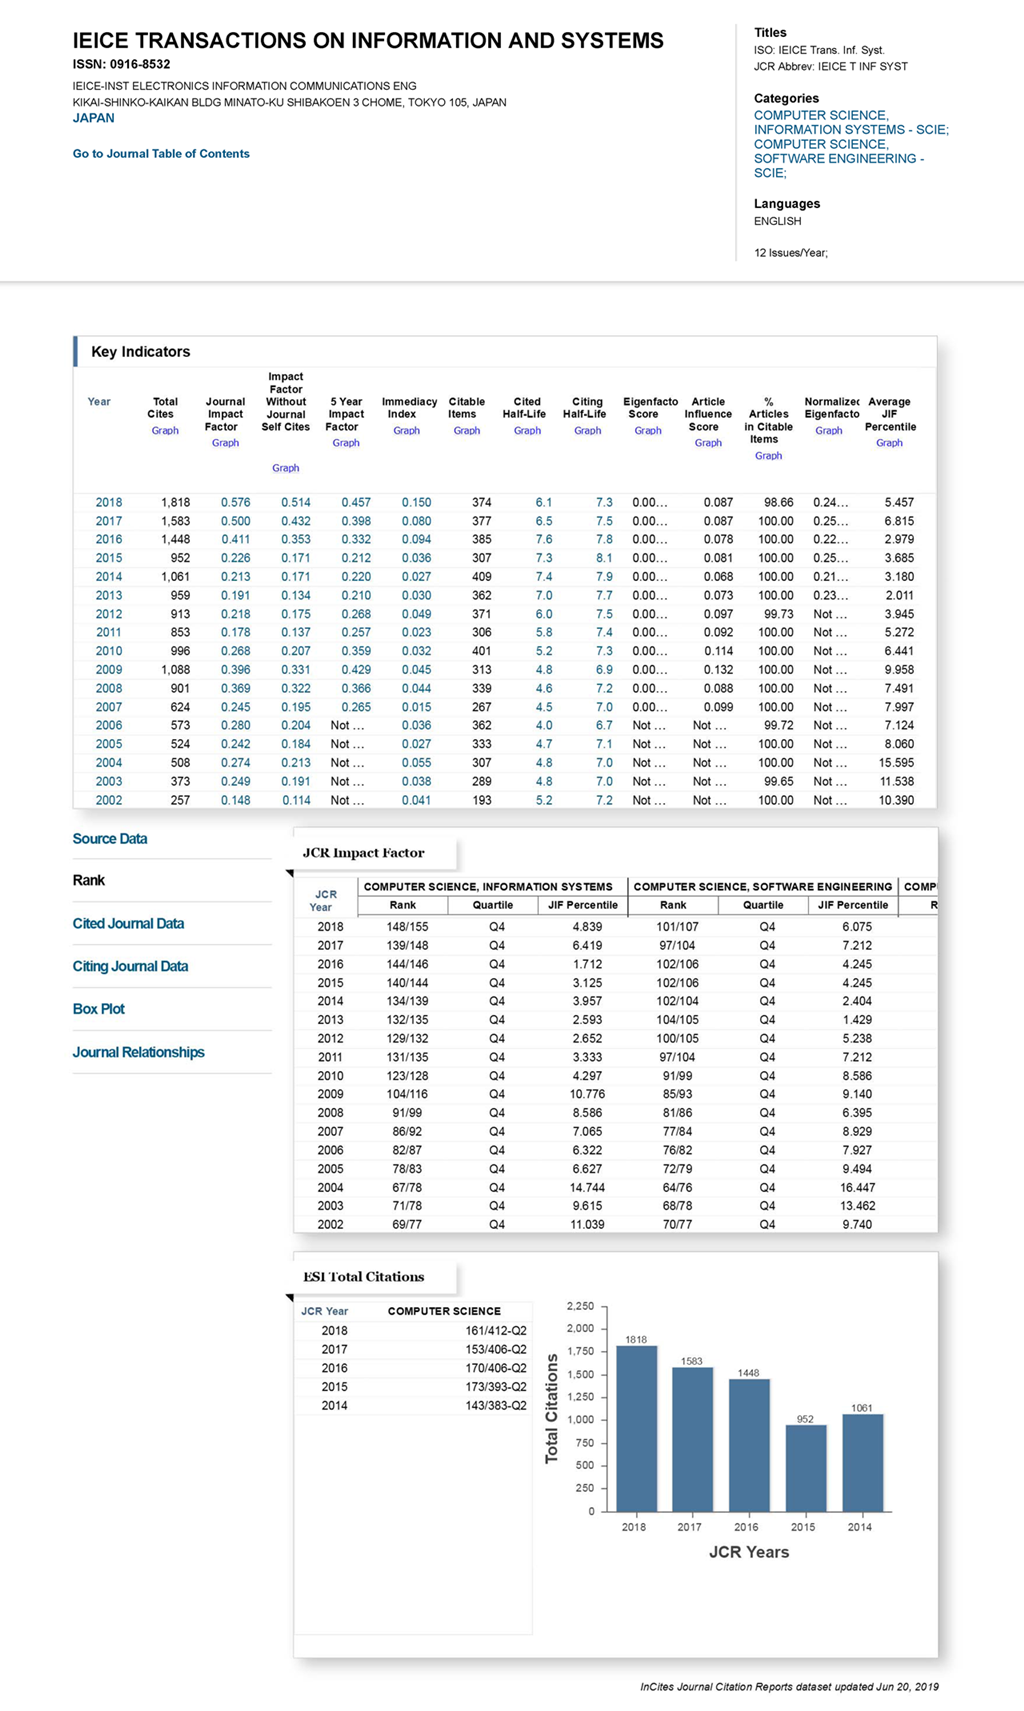 IEICE TRANSACTIONS ON INFORMATION AND SYSTEMS
ISSN: 0916-8532
IEICE-INST ELECTRONICS INFORMATION COMMUNICATIONS ENG
KIKAI-SHINKO-KAIKAN BLDG MINATO-KU SHIBAKOEN 3 CHOME, TOKYO 105, JAPAN
JAPAN
Go to Journal Table of Contents
Titles
ISO: IEICE Trans. Inf. Syst.
JCR Abbrev: IEICE T INF SYST
Categories
COMPUTER SCIENCE,
INFORMATION SYSTEMS - SCIE;
COMPUTER SCIENCE,
SOFTWARE ENGINEERING -
SCIE;
Languages
ENGLISH
12 Issues/Year;
Key Indicators
Year Total Cites Graph Journal Impact Factor Graph Impact Factor Without Journal Self Cites Graph 5 Year Impact Factor Graph Immediacy Index Graph Citable Items Graph Cited Half-Life Graph Citing Half-Life Graph Eigenfacto Score Graph Article Influence Score Graph % Articles in Citable Items Graph Normalized Eigenfacto Graph Average JIF Percentile Graph
2018 1,818 0.576 0.514 0.457 0.150 374 6.1 7.3 0.00... 0.087 98.66 0.24... 5.457
2017 1,583 0.500 0.432 0.398 0.080 377 6.5 7.5 0.00... 0.087 100.00 0.25... 6.815
2016 1,448 0.411 0.353 0.332 0.094 385 7.6 7.8 0.00... 0.078 100.00 0.22... 2.979
2015 952 0.226 0.171 0.212 0.036 307 7.3 8.1 0.00... 0.081 100.00 0.25... 3.685
2014 1,061 0.213 0.171 0.220 0.027 409 7.4 7.9 0.00... 0.068 100.00 0.21... 3.180
2013 959 0.191 0.134 0.210 0.030 362 7.0 7.7 0.00... 0.073 100.00 0.23... 2.011
2012 913 0.218 0.175 0.268 0.049 371 6.0 7.5 0.00... 0.097 99.73 Not ... 3.945
2011 853 0.178 0.137 0.257 0.023 306 5.8 7.4 0.00... 0.092 100.00 Not ... 5.272
2010 996 0.268 0.207 0.359 0.032 401 5.2 7.3 0.00... 0.114 100.00 Not ... 6.441
2009 1,088 0.396 0.331 0.429 0.045 313 4.8 6.9 0.00... 0.132 100.00 Not ... 9.958
2008 901 0.369 0.322 0.366 0.044 339 4.6 7.2 0.00... 0.088 100.00 Not ... 7.491
2007 624 0.245 0.195 0.265 0.015 267 4.5 7.0 0.00... 0.099 100.00 Not ... 7.997
2006 573 0.280 0.204 Not ... 0.036 362 4.0 6.7 Not ... Not ... 99.72 Not ... 7.124
2005 524 0.242 0.184 Not ... 0.027 333 4.7 7.1 Not ... Not ... 100.00 Not ... 8.060
2004 508 0.274 0.213 Not ... 0.055 307 4.8 7.0 Not ... Not ... 100.00 Not ... 15.595
2003 373 0.249 0.191 Not ... 0.038 289 4.8 7.0 Not ... Not ... 99.65 Not ... 11.538
2002 257 0.148 0.114 Not ... 0.041 193 5.2 7.2 Not ... Not ... 100.00 Not ... 10.390
Source Data
Rank
Cited Journal Data
Citing Journal Data
Box Plot
Journal Relationships
JCR Impact Factor
JCR Year COMPUTER SCIENCE, INFORMATION SYSTEMS COMPUTER SCIENCE, SOFTWARE ENGINEERING COMP
Rank Quartile JIF Percentile Rank Quartile JIF Percentile R
2018 148/155 Q4 4.839 101/107 Q4 6.075
2017 139/148 Q4 6.419 97/104 Q4 7.212
2016 144/146 Q4 1.712 102/106 Q4 4.245
2015 140/144 Q4 3.125 102/106 Q4 4.245
2014 134/139 Q4 3.957 102/104 Q4 2.404
2013 132/135 Q4 2.593 104/105 Q4 1.429
2012 129/132 Q4 2.652 100/105 Q4 5.238
2011 131/135 Q4 3.333 97/104 Q4 7.212
2010 123/128 Q4 4.297 91/99 Q4 8.586
2009 104/116 Q4 10.776 85/93 Q4 9.140
2008 91/99 Q4 8.586 81/86 Q4 6.395
2007 86/92 Q4 7.065 77/84 Q4 8.929
2006 82/87 Q4 6.322 76/82 Q4 7.927
2005 78/83 Q4 6.627 72/79 Q4 9.494
2004 67/78 Q4 14.744 64/76 Q4 16.447
2003 71/78 Q4 9.615 68/78 Q4 13.462
2002 69/77 Q4 11.039 70/77 Q4 9.740
ESI Total Citations
JCR Year COMPUTER SCIENCE
2018 161/412-Q2
2017 153/406-Q2
2016 170/406-Q2
2015 173/393-Q2
2014 143/383-Q2
Total Citations
2,250
2,000
1,750
1,500
1,250
1,000
750
500
250
0
1818
1583
1448
952
1061
2018 2017 2016 2015 2014
JCR Years
InCites Journal Citation Reports dataset updated Jun 20, 2019